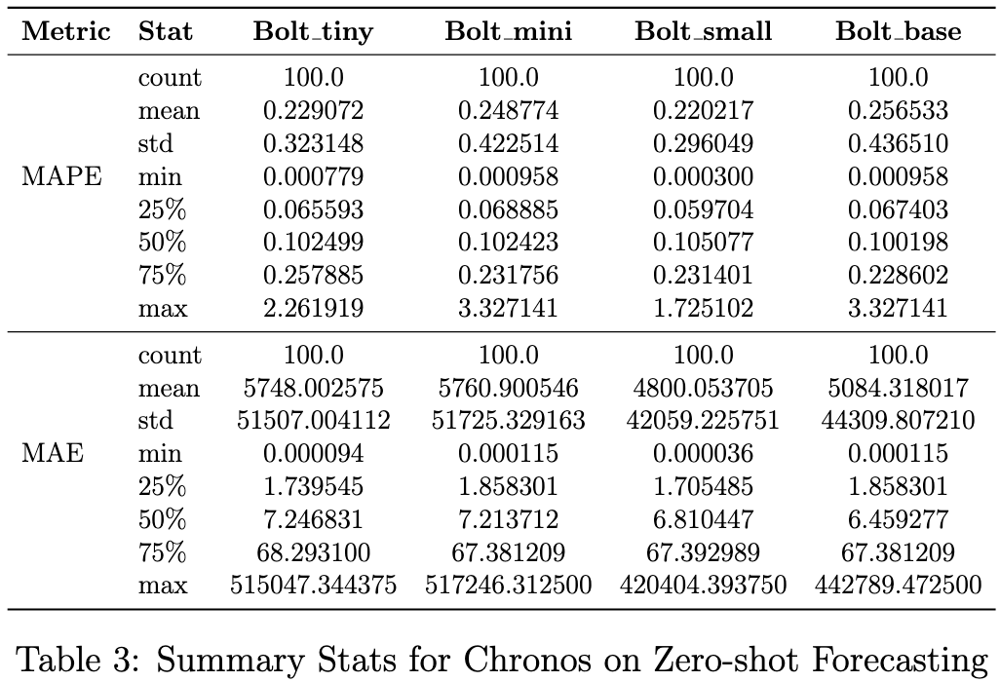 Metric Stat Bolt_tiny Bolt_mini Bolt_small Bolt_base
count 100.0 100.0 100.0 100.0
mean 0.229072 0.248774 0.220217 0.256533
std 0.323148 0.422514 0.296049 0.436510
MAPE min 0.000779 0.000958 0.000300 0.000958
25% 0.065593 0.068885 0.059704 0.067403
50% 0.102499 0.102423 0.105077 0.100198
75% 0.257885 0.231756 0.231401 0.228602
max 2.261919 3.327141 1.725102 3.327141
count 100.0 100.0 100.0 100.0
mean 5748.002575 5760.900546 4800.053705 5084.318017
std 51507.004112 51725.329163 42059.225751 44309.807210
MAE min 0.000094 0.000115 0.000036 0.000115
25% 1.739545 1.858301 1.705485 1.858301
50% 7.246831 7.213712 6.810447 6.459277
75% 68.293100 67.381209 67.392989 67.381209
max 515047.344375 517246.312500 420404.393750 442789.472500
Table 3: Summary Stats for Chronos on Zero-shot Forecasting